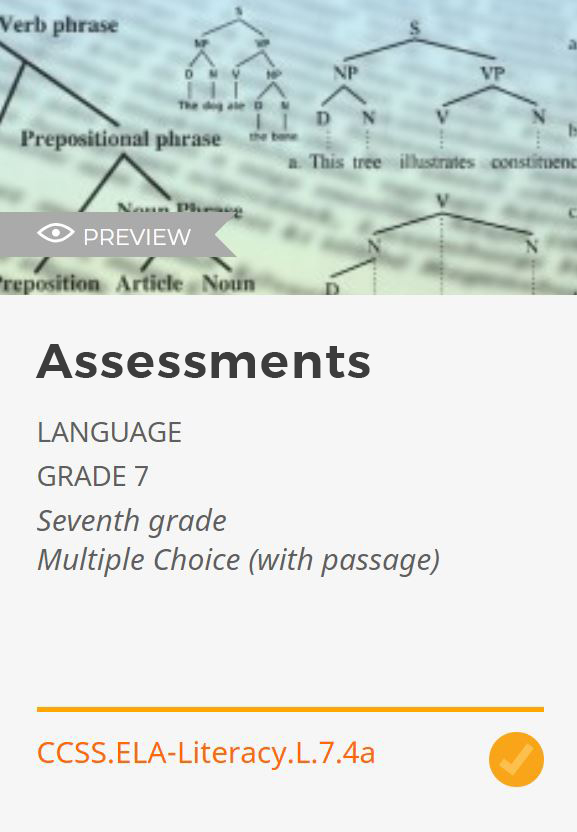 Verb phrase
S
NP VP
D N V NP
The dog ate D N
the bone
S
NP VP
D N V N
a. This tree illustrates constituenc
Prepositional phrase
Noun Phrase
V
N N
D
PREVIEW
reposition Article Noun
Assessments
LANGUAGE
GRADE 7
Seventh grade
Multiple Choice (with passage)
CCSS.ELA-Literacy.L.7.4a